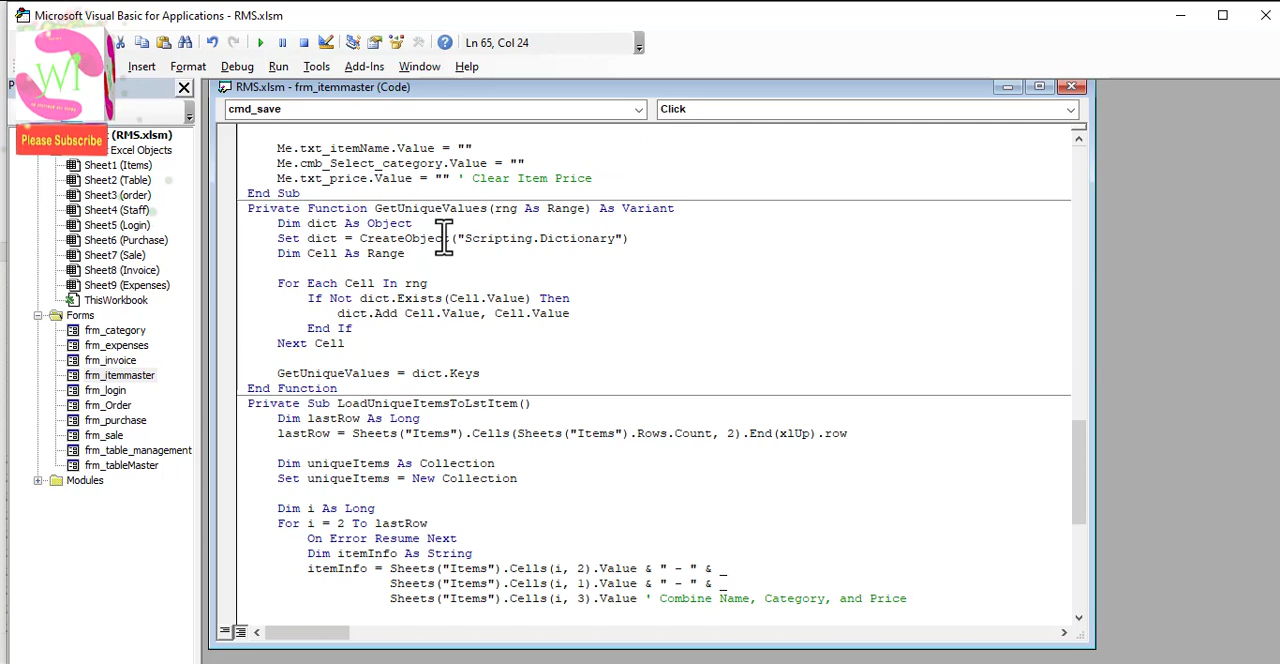 Microsoft Visual Basic for Applications - RMS.xlsm
Ln 65, Col 24
Insert Format Debug Run Tools Add-Ins Window Help
WI
Please Subscribe
RMS.xlsm - frm_itemmaster (Code)
cmd_save Click
(RMS.xlsm)
Excel Objects
Sheet1 (Items)
Sheet2 (Table)
Sheet3 (order)
Sheet4 (Staff)
Sheet5 (Login)
Sheet6 (Purchase)
Sheet7 (Sale)
Sheet8 (Invoice)
Sheet9 (Expenses)
ThisWorkbook
Forms
frm_category
frm_expenses
frm_invoice
frm_itemmaster
frm_login
frm_Order
frm_purchase
frm_sale
frm_table_management
frm_tableMaster
Modules
Me.txt_itemName.Value = ""
Me.cmb_Select_category.Value = ""
Me.txt_price.Value = "" ' Clear Item Price
End Sub
Private Function GetUniqueValues(rng As Range) As Variant
Dim dict As Object
Set dict = CreateObject("Scripting.Dictionary")
Dim Cell As Range
For Each Cell In rng
If Not dict.Exists(Cell.Value) Then
dict.Add Cell.Value, Cell.Value
End If
Next Cell
GetUniqueValues = dict.Keys
End Function
Private Sub LoadUniqueItemsToLstItem()
Dim lastRow As Long
lastRow = Sheets("Items").Cells(Sheets("Items").Rows.Count, 2).End(xlUp).row
Dim uniqueItems As Collection
Set uniqueItems = New Collection
Dim i As Long
For i = 2 To lastRow
On Error Resume Next
Dim itemInfo As String
itemInfo = Sheets("Items").Cells(i, 2).Value & " - " & _
Sheets("Items").Cells(i, 1).Value & " - " & _
Sheets("Items").Cells(i, 3).Value ' Combine Name, Category, and Price